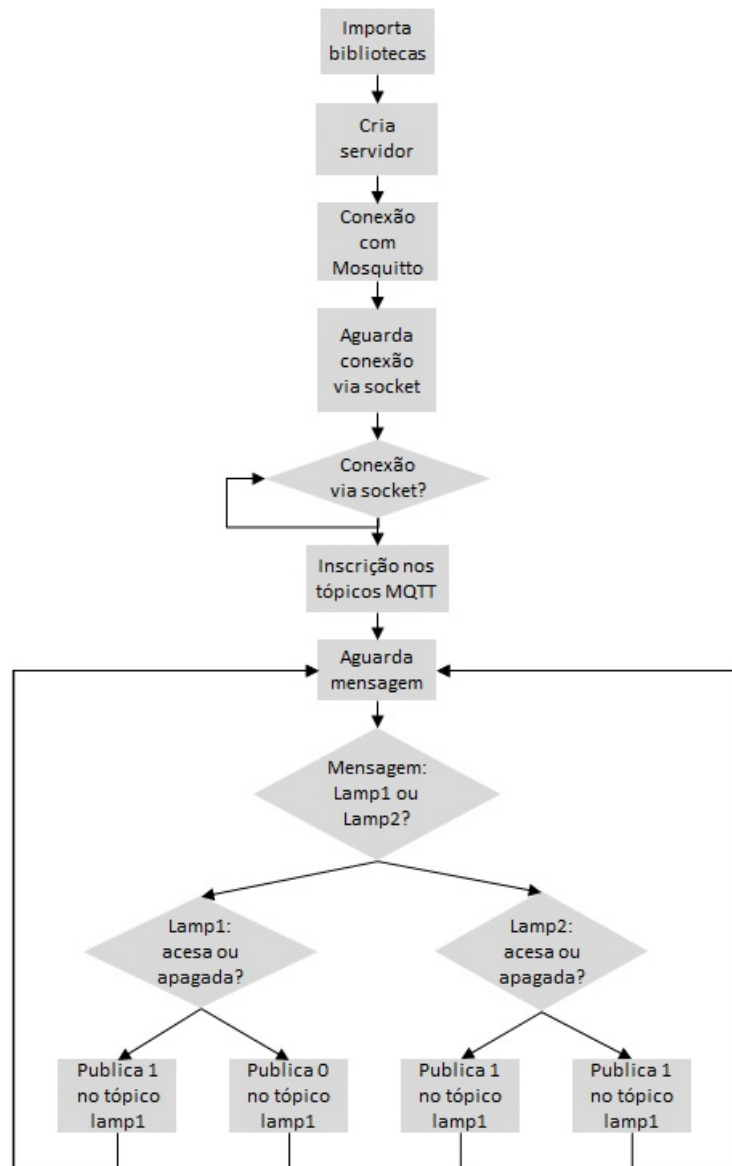 Importa
bibliotecas
Cria
servidor
Conexão
com
Mosquitto
Aguarda
conexão
via socket
Conexão
via socket?
Inscrição nos
tópicos MQTT
Aguarda
mensagem
Mensagem:
Lamp1 ou
Lamp2?
Lamp1:
acesa ou
apagada?
Lamp2:
acesa ou
apagada?
Publica 1
no tópico
lamp1
Publica 0
no tópico
lamp1
Publica 1
no tópico
lamp1
Publica 1
no tópico
lamp1